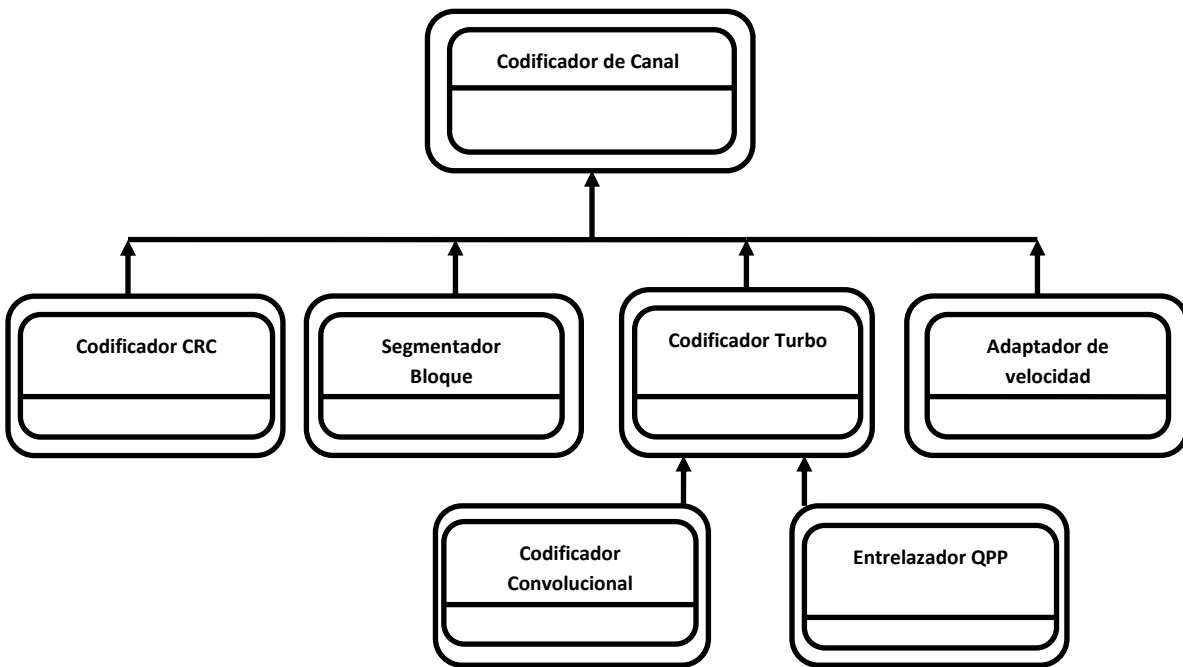 Codificador de Canal
Codificador CRC
Segmentador
Bloque
Codificador Turbo
Adaptador de
velocidad
Codificador
Convolucional
Entrelazador QPP